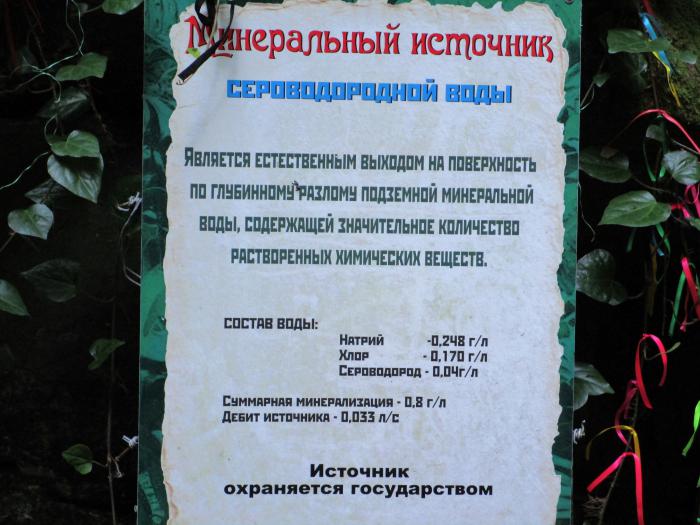 Минеральный источник
сероводородной воды
Является естественным выходом на поверхность
по глубинному разлому подземной минеральной
воды, содержащей значительное количество
растворенных химических веществ.
Состав воды:
Натрий -0,248 г/л
Хлор - 0,170 г/л
Сероводород - 0,04г/л
Суммарная минерализация - 0,8 г/л
Дебит источника - 0,033 л/с
Источник
охраняется государством